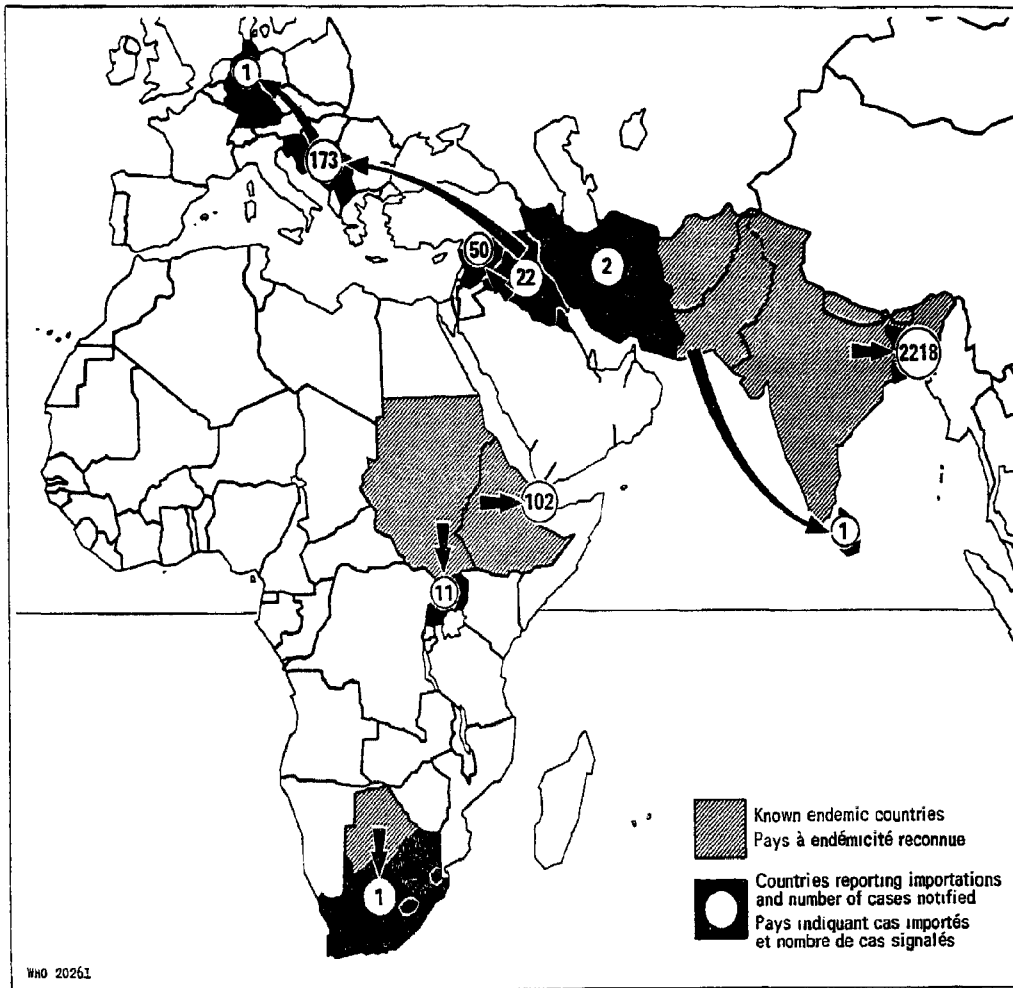 1
173
50
22
2
2218
102
1
11
1
Known endemic countries
Pays à endémicité reconnue
Countries reporting importations
and number of cases notified
Pays indiquant cas importés
et nombre de cas signalés
WHO 20261